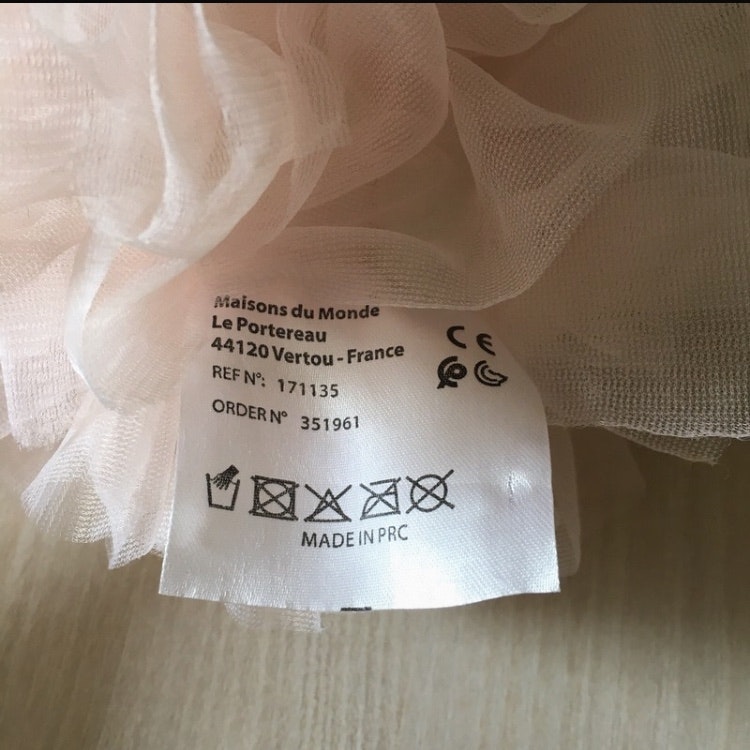 Maisons du Monde
Le Portereau
44120 Vertou - France
REF N°: 171135
ORDER N° 351961
CE
MADE IN PRC